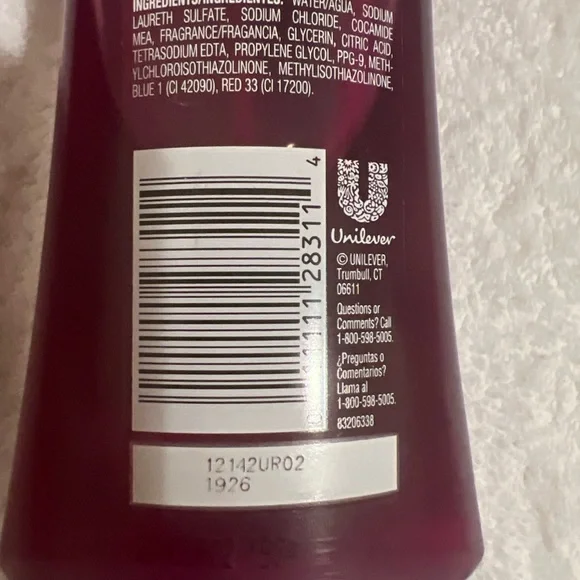 INGREDIENTS/INGREDIENTES: WATER/AGUA, SODIUM
LAURETH SULFATE, SODIUM CHLORIDE, COCAMIDE
MEA, FRAGRANCE/FRAGANCIA, GLYCERIN, CITRIC ACID,
TETRASODIUM EDTA, PROPYLENE GLYCOL, PPG-9, METH-
YLCHLOROISOTHIAZOLINONE, METHYLISOTHIAZOLINONE,
BLUE 1 (CI 42090), RED 33 (CI 17200).
11111 28311 4
Unilever
© UNILEVER,
Trumbull, CT
06611
Questions or
Comments? Call
1-800-598-5005.
¿Preguntas o
Comentarios?
Llama al
1-800-598-5005.
83206338
12142UR02
1926